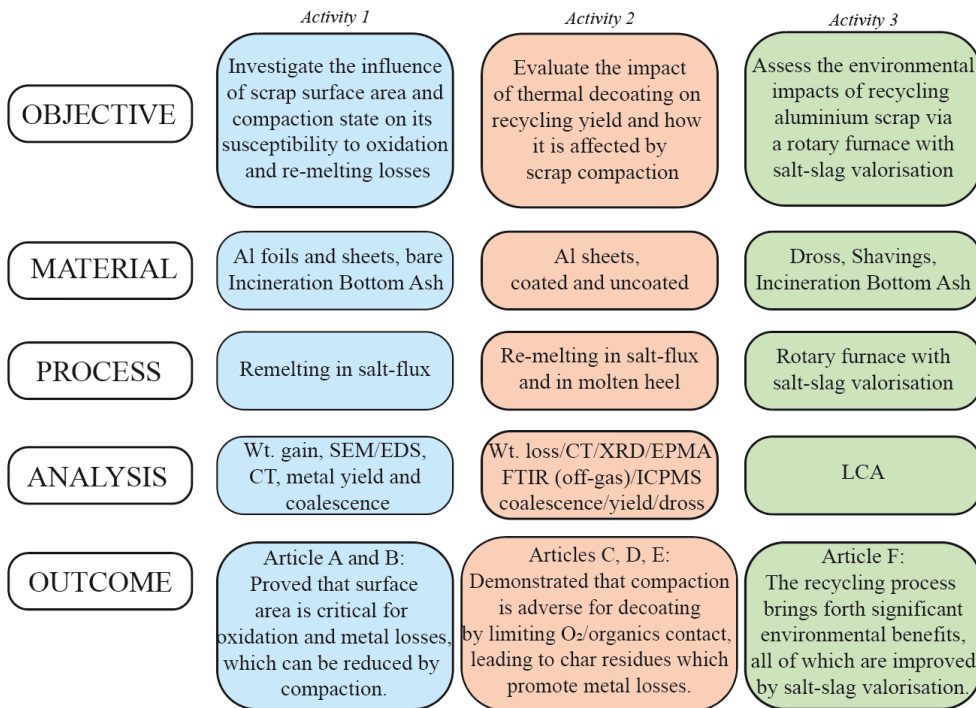 Activity 1
Activity 2
Activity 3
OBJECTIVE
Investigate the influence
of scrap surface area and
compaction state on its
susceptibility to oxidation
and re-melting losses
Evaluate the impact
of thermal decoating on
recycling yield and how
it is affected by
scrap compaction
Assess the environmental
impacts of recycling
aluminium scrap via
a rotary furnace with
salt-slag valorisation
MATERIAL
Al foils and sheets, bare
Incineration Bottom Ash
Al sheets,
coated and uncoated
Dross, Shavings,
Incineration Bottom Ash
PROCESS
Remelting in salt-flux
Re-melting in salt-flux
and in molten heel
Rotary furnace with
salt-slag valorisation
ANALYSIS
Wt. gain, SEM/EDS,
CT, metal yield and
coalescence
Wt. loss/CT/XRD/EPMA
FTIR (off-gas)/ICPMS
coalescence/yield/dross
LCA
OUTCOME
Article A and B:
Proved that surface
area is critical for
oxidation and metal losses,
which can be reduced by
compaction.
Articles C, D, E:
Demonstrated that compaction
is adverse for decoating
by limiting O₂/organics contact,
leading to char residues which
promote metal losses.
Article F:
The recycling process
brings forth significant
environmental benefits,
all of which are improved
by salt-slag valorisation.